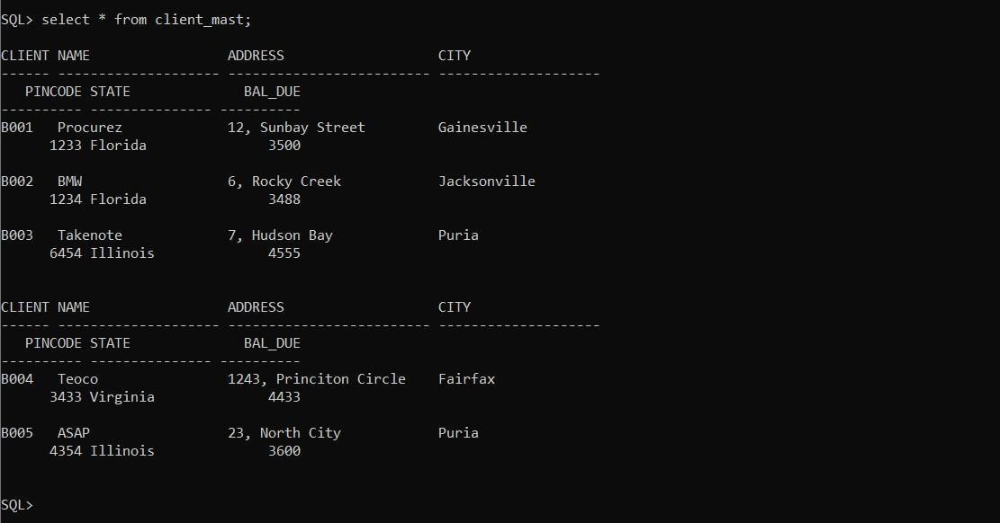 SQL> select * from client_mast;
CLIENT NAME                 ADDRESS                   CITY
------ -------------------- ------------------------- --------------------
   PINCODE STATE              BAL_DUE
---------- --------------- ----------
B001   Procurez             12, Sunbay Street         Gainesville
      1233 Florida               3500
B002   BMW                  6, Rocky Creek            Jacksonville
      1234 Florida               3488
B003   Takenote             7, Hudson Bay             Puria
      6454 Illinois              4555
CLIENT NAME                 ADDRESS                   CITY
------ -------------------- ------------------------- --------------------
   PINCODE STATE              BAL_DUE
---------- --------------- ----------
B004   Teoco                1243, Princiton Circle    Fairfax
      3433 Virginia              4433
B005   ASAP                 23, North City            Puria
      4354 Illinois              3600
SQL>